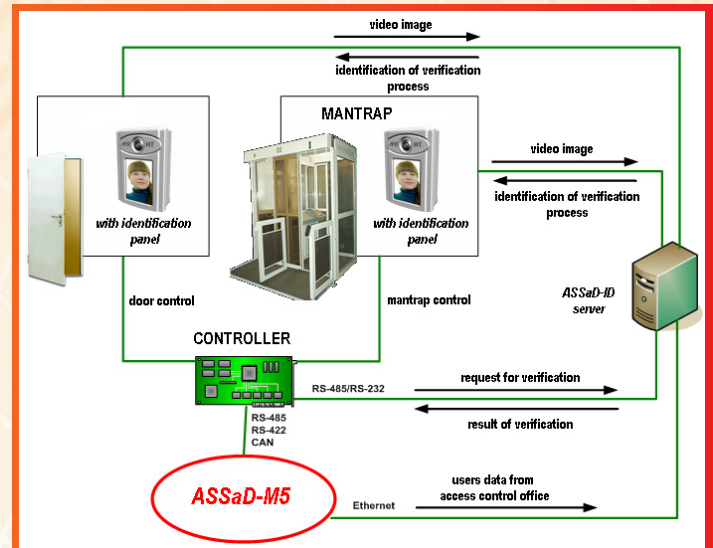 video image
identification of verification
process
MANTRAP
with identification
panel
with identification
panel
video image
identification of verification
process
door control
mantrap control
ASSaD-ID
server
CONTROLLER
RS-485/RS-232
request for verification
result of verification
RS-485
RS-422
CAN
ASSaD-M5
Ethernet
users data from
access control office